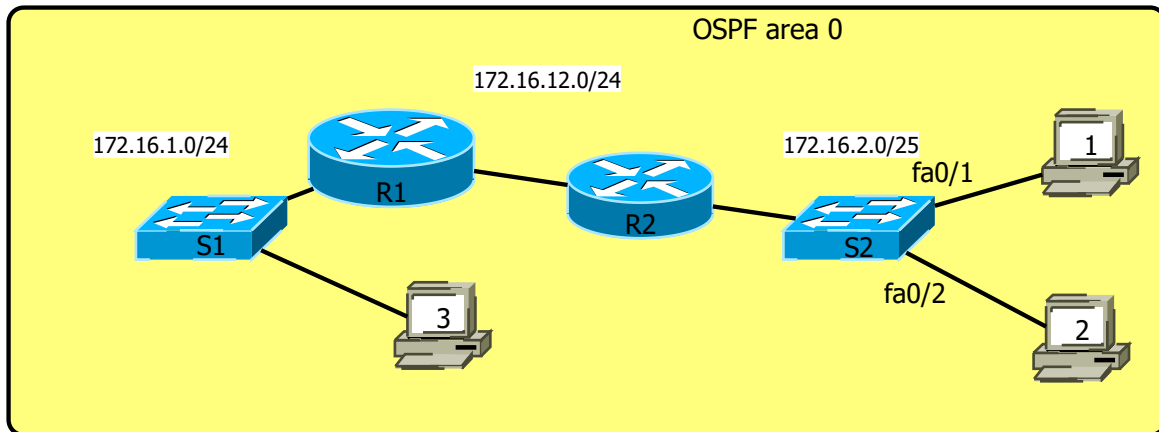 OSPF area 0
172.16.12.0/24
172.16.1.0/24
172.16.2.0/25
1
fa0/1
R1
R2
S1
S2
fa0/2
3
2